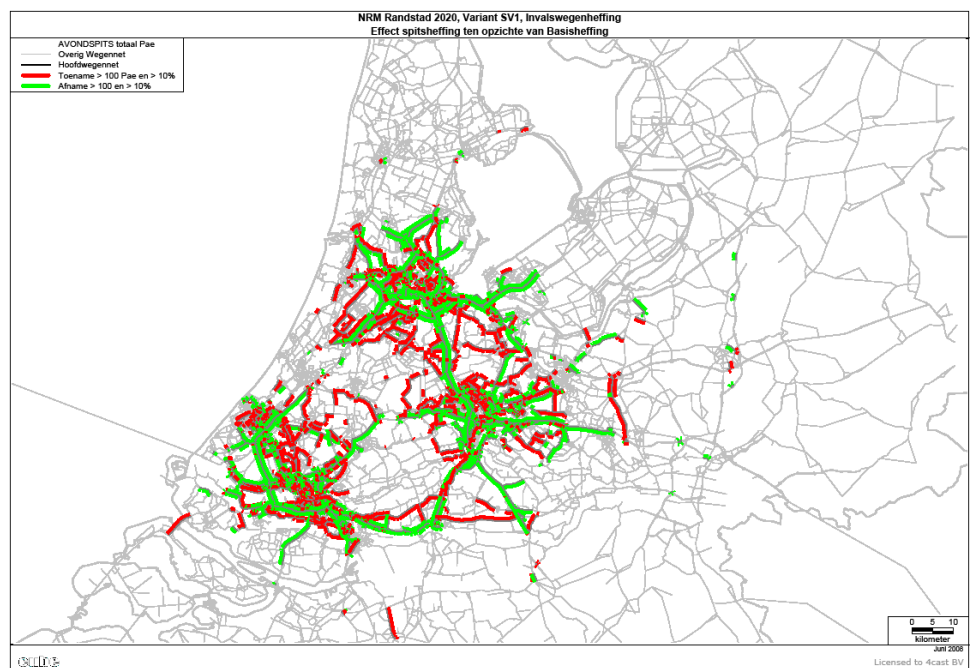 NRM Randstad 2020, Variant SV1, Invalswegenheffing
Effect spitsheffing ten opzichte van Basisheffing
AVONDSPITS totaal Pae
Overig Wegennet
Hoofdwegennet
Toename > 100 Pae en > 10%
Afname > 100 en > 10%
0 5 10
kilometer
Juni 2008
cube
Licensed to 4cast BV